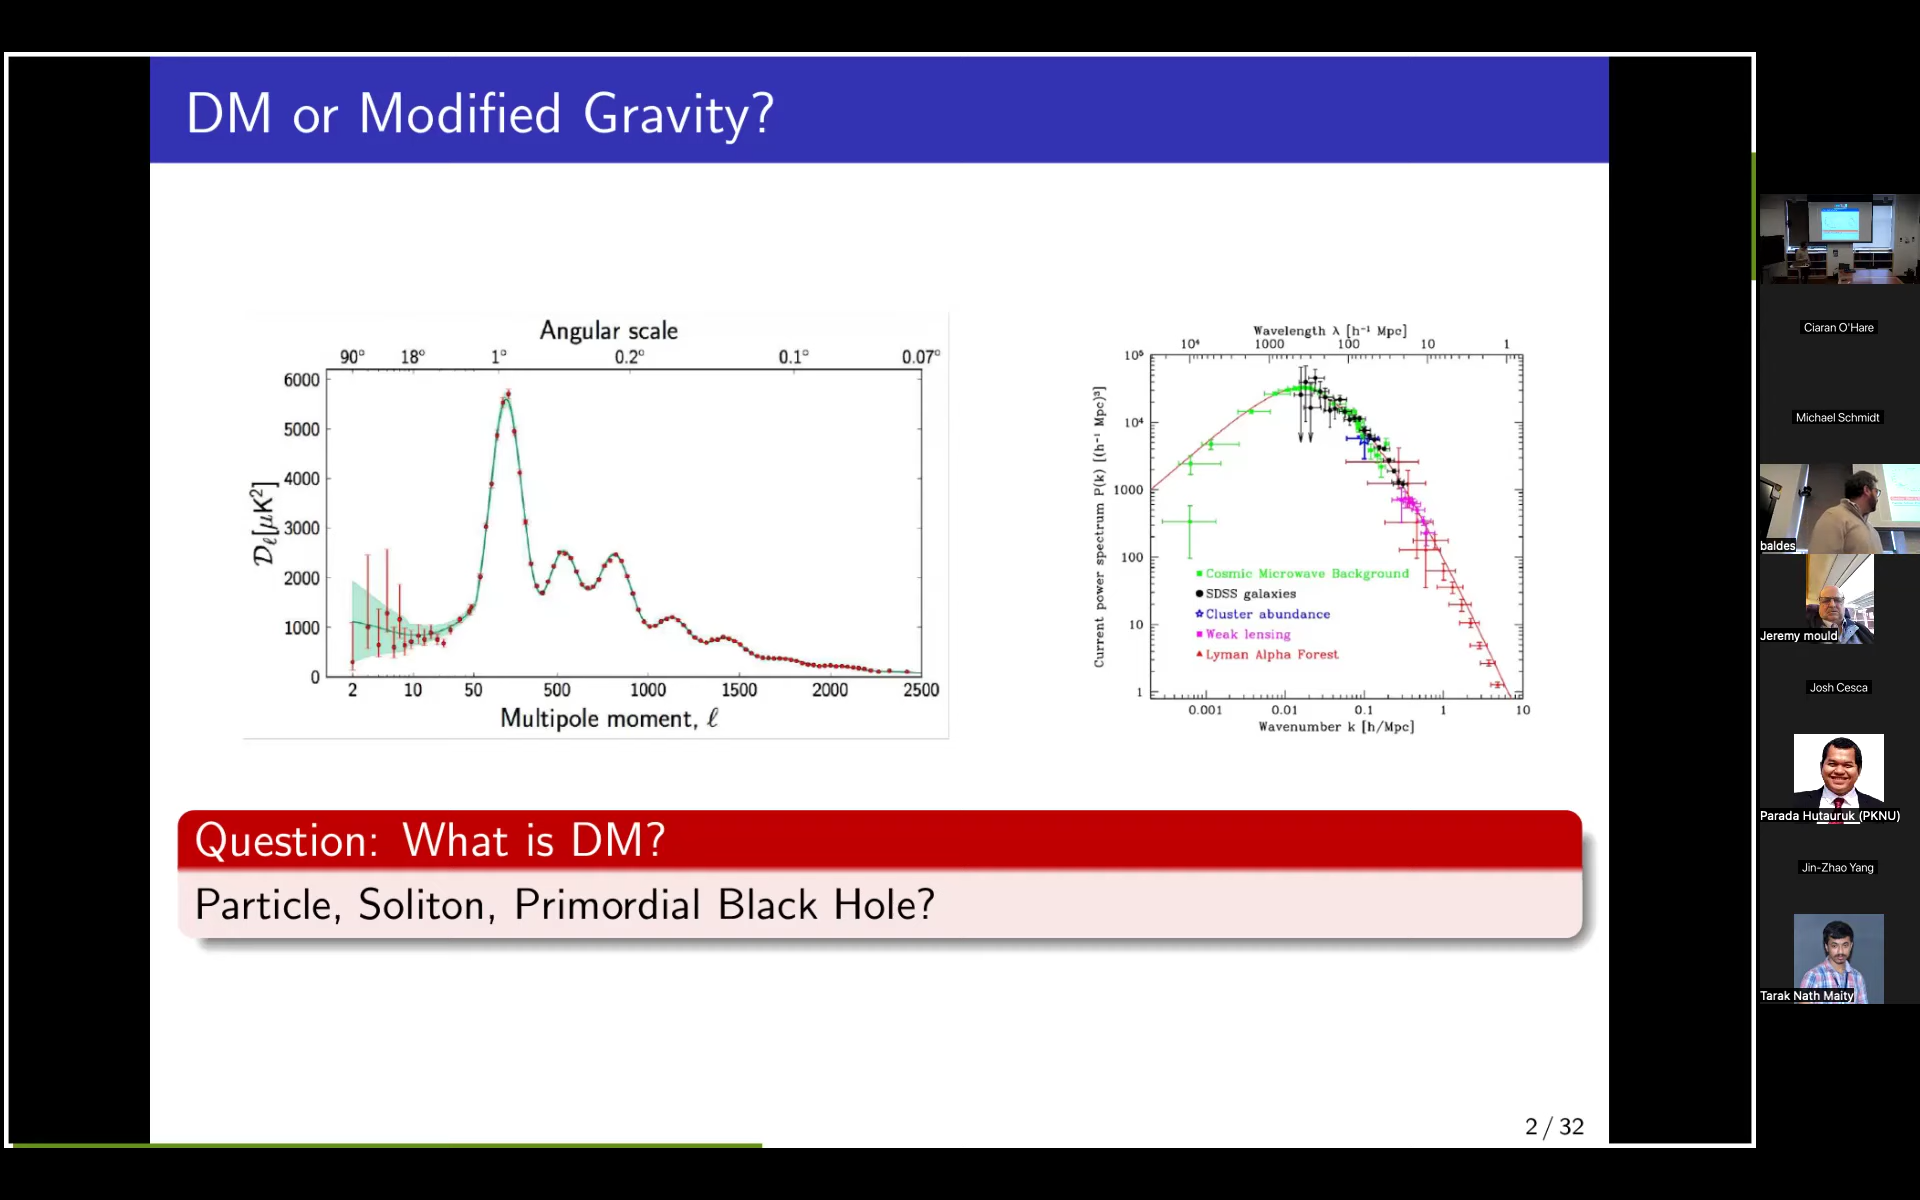 DM or Modified Gravity?
Angular scale
90° 18° 1° 0.2° 0.1° 0.07°
6000
5000
4000
3000
2000
1000
0
𝒟ℓ[μK²]
2 10 50 500 1000 1500 2000 2500
Multipole moment, ℓ
Wavelength λ [h⁻¹ Mpc]
10⁴ 1000 100 10 1
10⁵
10⁴
1000
100
10
1
Current power spectrum P(k) [(h⁻¹ Mpc)³]
Cosmic Microwave Background
SDSS galaxies
Cluster abundance
Weak lensing
Lyman Alpha Forest
0.001 0.01 0.1 1 10
Wavenumber k [h/Mpc]
Question: What is DM?
Particle, Soliton, Primordial Black Hole?
2 / 32
Ciaran O'Hare
Michael Schmidt
baldes
Jeremy mould
Josh Cesca
Parada Hutauruk (PKNU)
Jin-Zhao Yang
Tarak Nath Maity